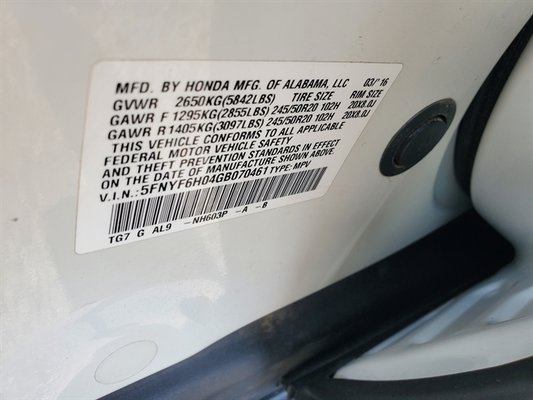 MFD. BY HONDA MFG. OF ALABAMA, LLC 03/'16
GVWR 2650KG(5842LBS) TIRE SIZE RIM SIZE
GAWR F 1295KG(2855LBS) 245/50R20 102H 20X8.0J
GAWR R 1405KG(3097LBS) 245/50R20 102H 20X8.0J
THIS VEHICLE CONFORMS TO ALL APPLICABLE
FEDERAL MOTOR VEHICLE SAFETY
AND THEFT PREVENTION STANDARDS IN EFFECT
ON THE DATE OF MANUFACTURE SHOWN ABOVE.
V.I.N.: 5FNYF6H04GB070461 TYPE: MPV
TG7 G AL9 -NH603P -A -B